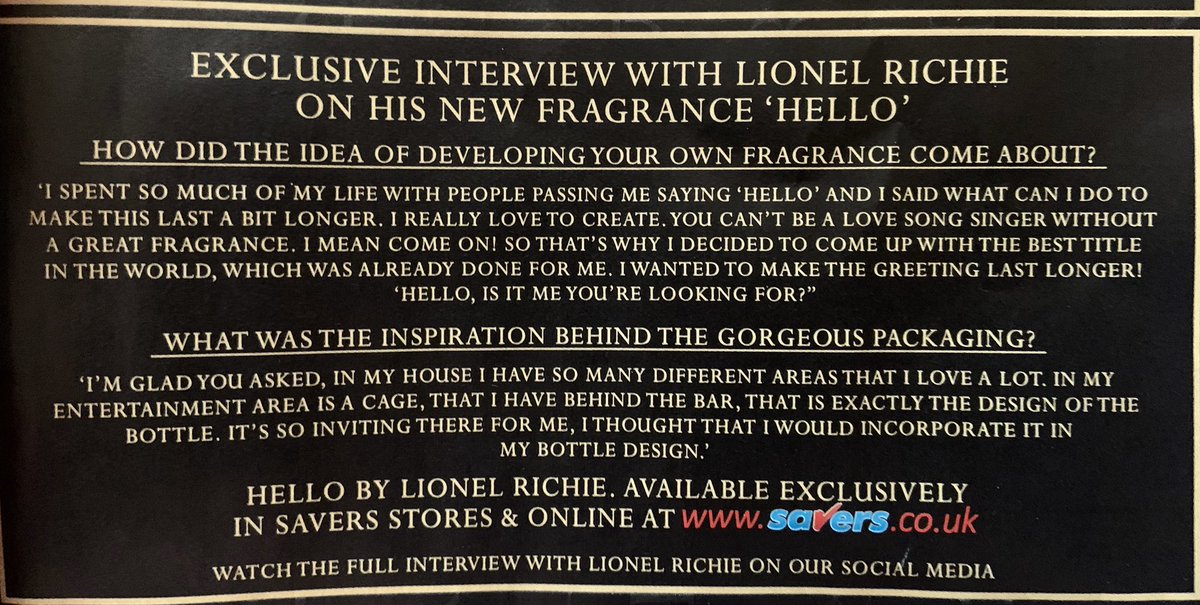 EXCLUSIVE INTERVIEW WITH LIONEL RICHIE
ON HIS NEW FRAGRANCE ‘HELLO’
HOW DID THE IDEA OF DEVELOPING YOUR OWN FRAGRANCE COME ABOUT?
‘I SPENT SO MUCH OF MY LIFE WITH PEOPLE PASSING ME SAYING ‘HELLO’ AND I SAID WHAT CAN I DO TO
MAKE THIS LAST A BIT LONGER. I REALLY LOVE TO CREATE. YOU CAN’T BE A LOVE SONG SINGER WITHOUT
A GREAT FRAGRANCE. I MEAN COME ON! SO THAT’S WHY I DECIDED TO COME UP WITH THE BEST TITLE
IN THE WORLD, WHICH WAS ALREADY DONE FOR ME. I WANTED TO MAKE THE GREETING LAST LONGER!
‘HELLO, IS IT ME YOU’RE LOOKING FOR?”
WHAT WAS THE INSPIRATION BEHIND THE GORGEOUS PACKAGING?
‘I’M GLAD YOU ASKED, IN MY HOUSE I HAVE SO MANY DIFFERENT AREAS THAT I LOVE A LOT. IN MY
ENTERTAINMENT AREA IS A CAGE, THAT I HAVE BEHIND THE BAR, THAT IS EXACTLY THE DESIGN OF THE
BOTTLE. IT’S SO INVITING THERE FOR ME, I THOUGHT THAT I WOULD INCORPORATE IT IN
MY BOTTLE DESIGN.’
HELLO BY LIONEL RICHIE. AVAILABLE EXCLUSIVELY
IN SAVERS STORES & ONLINE AT www.savers.co.uk
WATCH THE FULL INTERVIEW WITH LIONEL RICHIE ON OUR SOCIAL MEDIA